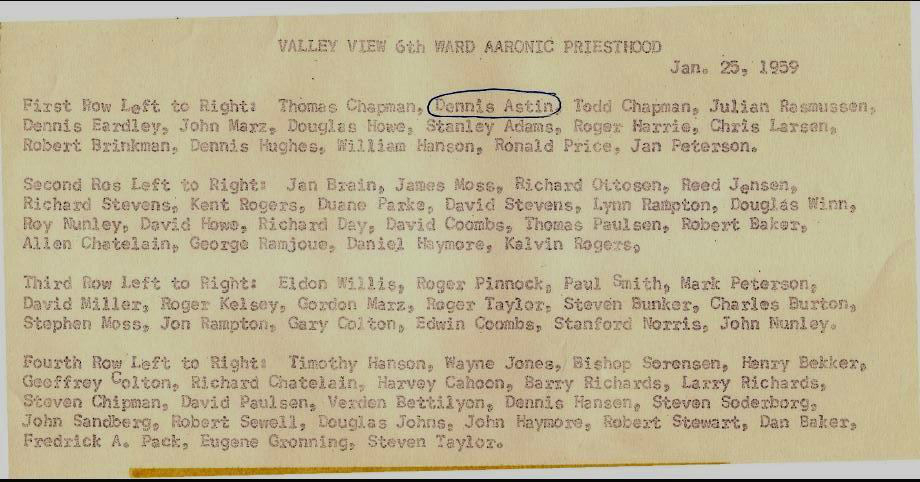 VALLEY VIEW 6th WARD AARONIC PRIESTHOOD
Jan. 25, 1959
First Row Left to Right: Thomas Chapman, Dennis Astin, Todd Chapman, Julian Rasmussen,
Dennis Eardley, John Marz, Douglas Howe, Stanley Adams, Roger Harrie, Chris Larsen,
Robert Brinkman, Dennis Hughes, William Hanson, Ronald Price, Jan Peterson.
Second Ros Left to Right: Jan Brain, James Moss, Richard Ottosen, Reed Jensen,
Richard Stevens, Kent Rogers, Duane Parke, David Stevens, Lynn Rampton, Douglas Winn,
Roy Nunley, David Howe, Richard Day, David Coombs, Thomas Paulsen, Robert Baker,
Allen Chatelain, George Ramjoue, Daniel Haymore, Kalvin Rogers,
Third Row Left to Right: Eldon Willis, Roger Pinnock, Paul Smith, Mark Peterson,
David Miller, Roger Kelsey, Gordon Marz, Roger Taylor, Steven Bunker, Charles Burton,
Stephen Moss, Jon Rampton, Gary Colton, Edwin Coombs, Stanford Norris, John Nunley.
Fourth Row Left to Right: Timothy Hanson, Wayne Jones, Bishop Sorensen, Henry Bekker,
Geoffrey Colton, Richard Chatelain, Harvey Cahoon, Barry Richards, Larry Richards,
Steven Chipman, David Paulsen, Verden Bettilyon, Dennis Hansen, Steven Soderborg,
John Sandberg, Robert Sewell, Douglas Johns, John Haymore, Robert Stewart, Dan Baker,
Fredrick A. Pack, Eugene Gronning, Steven Taylor.